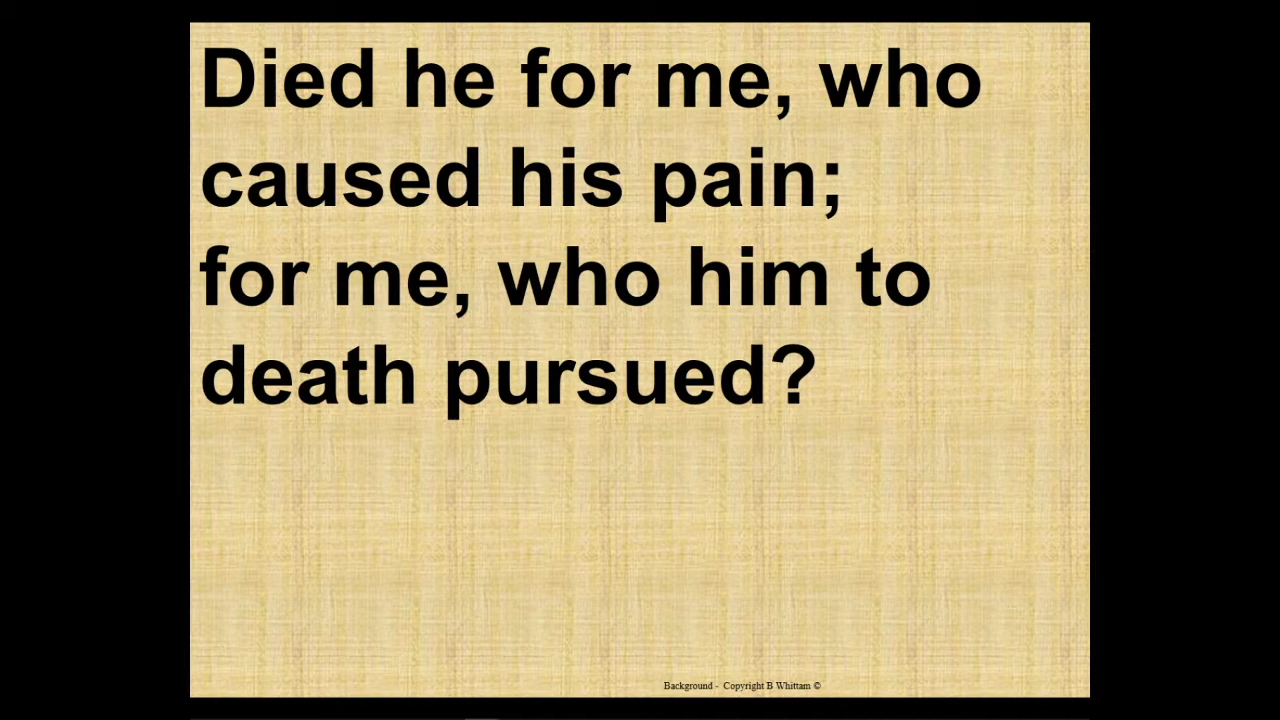 Died he for me, who
caused his pain;
for me, who him to
death pursued?
Background - Copyright B Whittam ©